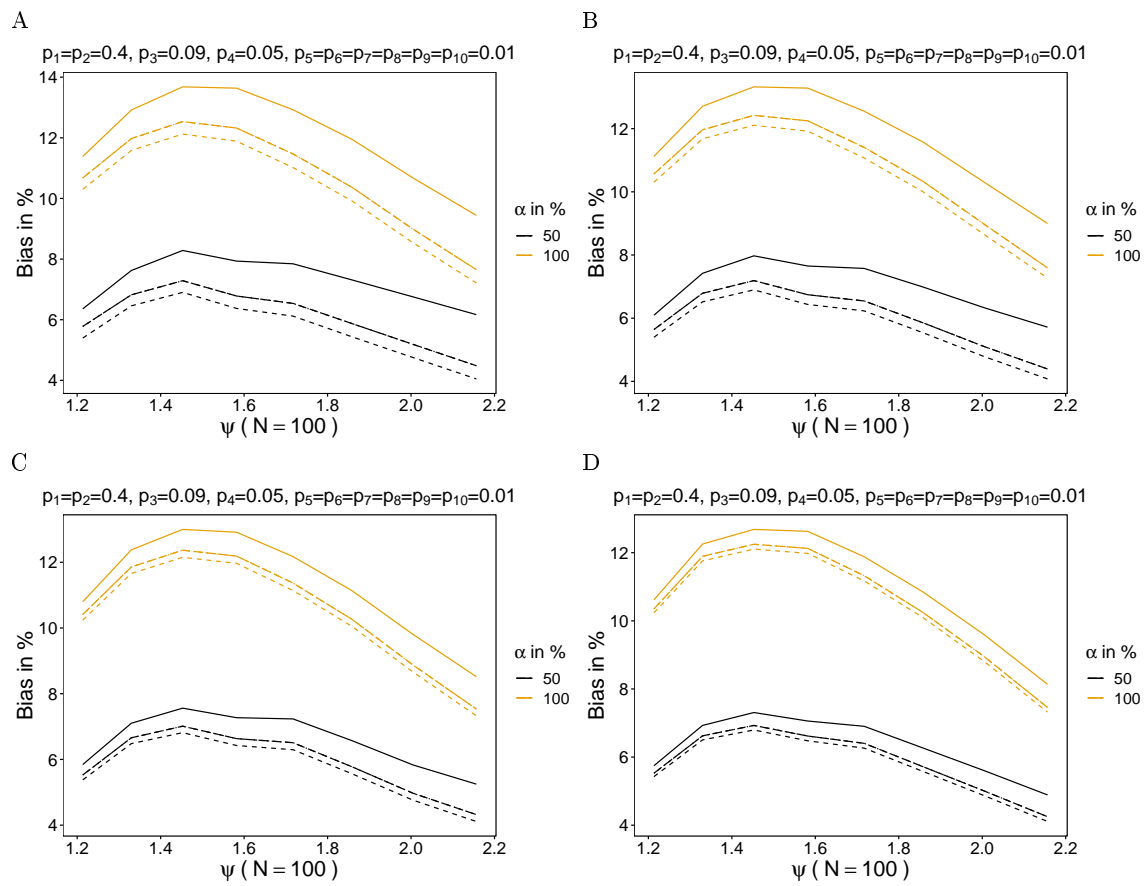 A
p₁=p₂=0.4, p₃=0.09, p₄=0.05, p₅=p₆=p₇=p₈=p₉=p₁₀=0.01
14
12
10
8
6
4
Bias in %
1.2 1.4 1.6 1.8 2.0 2.2
ψ ( N = 100 )
α in %
50
100
B
p₁=p₂=0.4, p₃=0.09, p₄=0.05, p₅=p₆=p₇=p₈=p₉=p₁₀=0.01
12
10
8
6
4
Bias in %
1.2 1.4 1.6 1.8 2.0 2.2
ψ ( N = 100 )
α in %
50
100
C
p₁=p₂=0.4, p₃=0.09, p₄=0.05, p₅=p₆=p₇=p₈=p₉=p₁₀=0.01
12
10
8
6
4
Bias in %
1.2 1.4 1.6 1.8 2.0 2.2
ψ ( N = 100 )
α in %
50
100
D
p₁=p₂=0.4, p₃=0.09, p₄=0.05, p₅=p₆=p₇=p₈=p₉=p₁₀=0.01
12
10
8
6
4
Bias in %
1.2 1.4 1.6 1.8 2.0 2.2
ψ ( N = 100 )
α in %
50
100